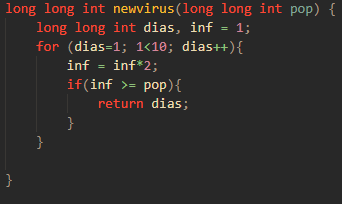 long long int newvirus(long long int pop) {
    long long int dias, inf = 1;
    for (dias=1; 1<10; dias++){
        inf = inf*2;
        if(inf >= pop){
            return dias;
        }
    }
}